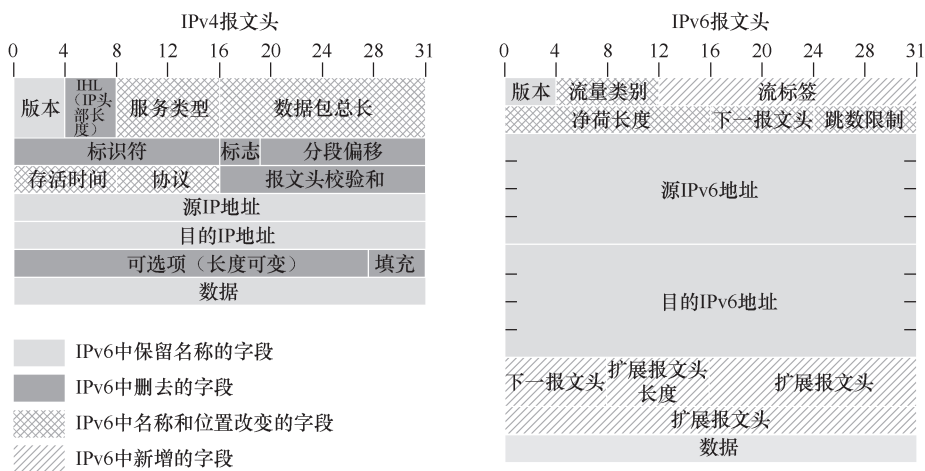 IPv4报文头
0 4 8 12 16 20 24 28 31
版本
IHL
（IP头
部长
度）
服务类型
数据包总长
标识符
标志
分段偏移
存活时间
协议
报文头校验和
源IP地址
目的IP地址
可选项（长度可变）
填充
数据
IPv6中保留名称的字段
IPv6中删去的字段
IPv6中名称和位置改变的字段
IPv6中新增的字段
IPv6报文头
0 4 8 12 16 20 24 28 31
版本
流量类别
流标签
净荷长度
下一报文头
跳数限制
源IPv6地址
目的IPv6地址
下一报文头
扩展报文头
长度
扩展报文头
扩展报文头
数据